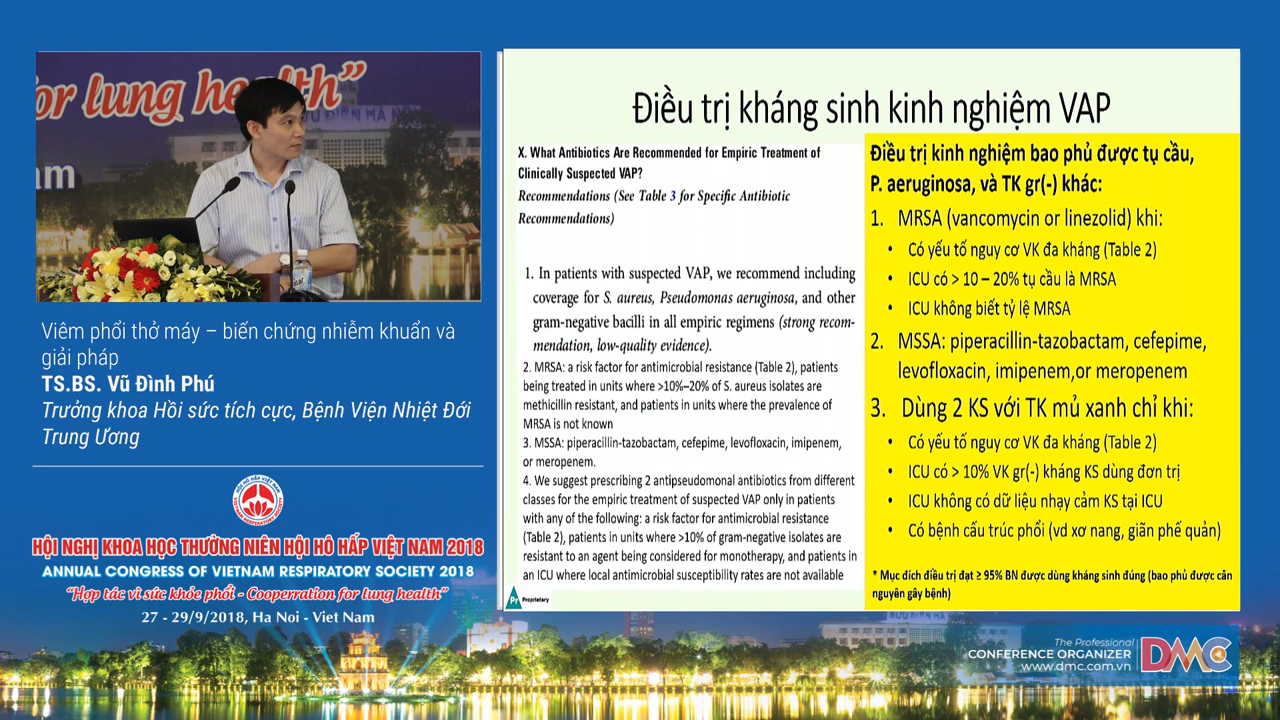 for lung health”
ỨU DIỆN HÀ N
am
Viêm phổi thở máy – biến chứng nhiễm khuẩn và
giải pháp
TS.BS. Vũ Đình Phú
Trưởng khoa Hồi sức tích cực, Bệnh Viện Nhiệt Đới
Trung Ương
HỘI HÔ HẤP VIỆT NAM
VIETNAM RESPIRATORY SOCIETY
HỘI NGHỊ KHOA HỌC THƯỜNG NIÊN HỘI HÔ HẤP VIỆT NAM 2018
ANNUAL CONGRESS OF VIETNAM RESPIRATORY SOCIETY 2018
“Hợp tác vì sức khỏe phổi - Cooperration for lung health”
27 - 29/9/2018, Ha Noi - Viet Nam
Điều trị kháng sinh kinh nghiệm VAP
X. What Antibiotics Are Recommended for Empiric Treatment of
Clinically Suspected VAP?
Recommendations (See Table 3 for Specific Antibiotic
Recommendations)
1. In patients with suspected VAP, we recommend including
coverage for S. aureus, Pseudomonas aeruginosa, and other
gram-negative bacilli in all empiric regimens (strong recom-
mendation, low-quality evidence).
2. MRSA: a risk factor for antimicrobial resistance (Table 2), patients
being treated in units where >10%–20% of S. aureus isolates are
methicillin resistant, and patients in units where the prevalence of
MRSA is not known
3. MSSA: piperacillin-tazobactam, cefepime, levofloxacin, imipenem,
or meropenem.
4. We suggest prescribing 2 antipseudomonal antibiotics from different
classes for the empiric treatment of suspected VAP only in patients
with any of the following: a risk factor for antimicrobial resistance
(Table 2), patients in units where >10% of gram-negative isolates are
resistant to an agent being considered for monotherapy, and patients in
an ICU where local antimicrobial susceptibility rates are not available
Pr Proprietary
Điều trị kinh nghiệm bao phủ được tụ cầu,
P. aeruginosa, và TK gr(-) khác:
1. MRSA (vancomycin or linezolid) khi:
• Có yếu tố nguy cơ VK đa kháng (Table 2)
• ICU có > 10 – 20% tụ cầu là MRSA
• ICU không biết tỷ lệ MRSA
2. MSSA: piperacillin-tazobactam, cefepime,
levofloxacin, imipenem,or meropenem
3. Dùng 2 KS với TK mủ xanh chỉ khi:
• Có yếu tố nguy cơ VK đa kháng (Table 2)
• ICU có > 10% VK gr(-) kháng KS dùng đơn trị
• ICU không có dữ liệu nhạy cảm KS tại ICU
• Có bệnh cấu trúc phổi (vd xơ nang, giãn phế quản)
* Mục đích điều trị đạt ≥ 95% BN được dùng kháng sinh đúng (bao phủ được căn
nguyên gây bệnh)
The Professional
CONFERENCE ORGANIZER
www.dmc.com.vn
DMC